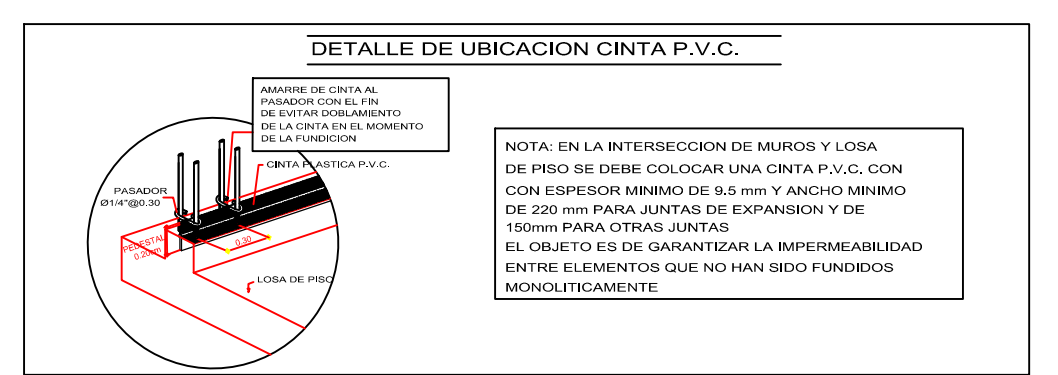 DETALLE DE UBICACION CINTA P.V.C.
AMARRE DE CINTA AL
PASADOR CON EL FIN
DE EVITAR DOBLAMIENTO
DE LA CINTA EN EL MOMENTO
DE LA FUNDICION
CINTA PLASTICA P.V.C.
PASADOR
Ø1/4"@0.30
PEDESTAL
0.20cm
0.30
LOSA DE PISO
NOTA: EN LA INTERSECCION DE MUROS Y LOSA
DE PISO SE DEBE COLOCAR UNA CINTA P.V.C. CON
CON ESPESOR MINIMO DE 9.5 mm Y ANCHO MINIMO
DE 220 mm PARA JUNTAS DE EXPANSION Y DE
150mm PARA OTRAS JUNTAS
EL OBJETO ES DE GARANTIZAR LA IMPERMEABILIDAD
ENTRE ELEMENTOS QUE NO HAN SIDO FUNDIDOS
MONOLITICAMENTE